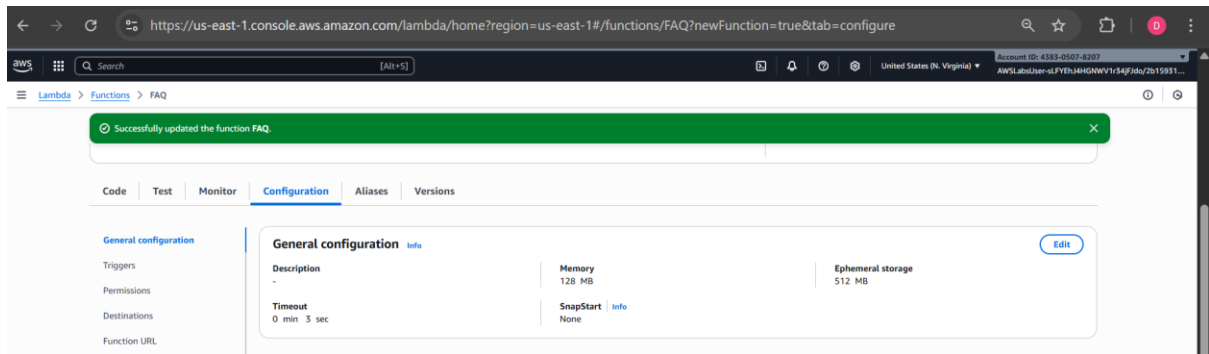 https://us-east-1.console.aws.amazon.com/lambda/home?region=us-east-1#/functions/FAQ?newFunction=true&tab=configure
D
aws Search [Alt+S] United States (N. Virginia) ▼
Account ID: 4383-0507-8207
Lambda > Functions > FAQ
Successfully updated the function FAQ.
Code Test Monitor Configuration Aliases Versions
General configuration
Triggers
Permissions
Destinations
Function URL
General configuration Info Edit
Description
-
Memory
128 MB
Ephemeral storage
512 MB
Timeout
0 min 3 sec
SnapStart Info
None